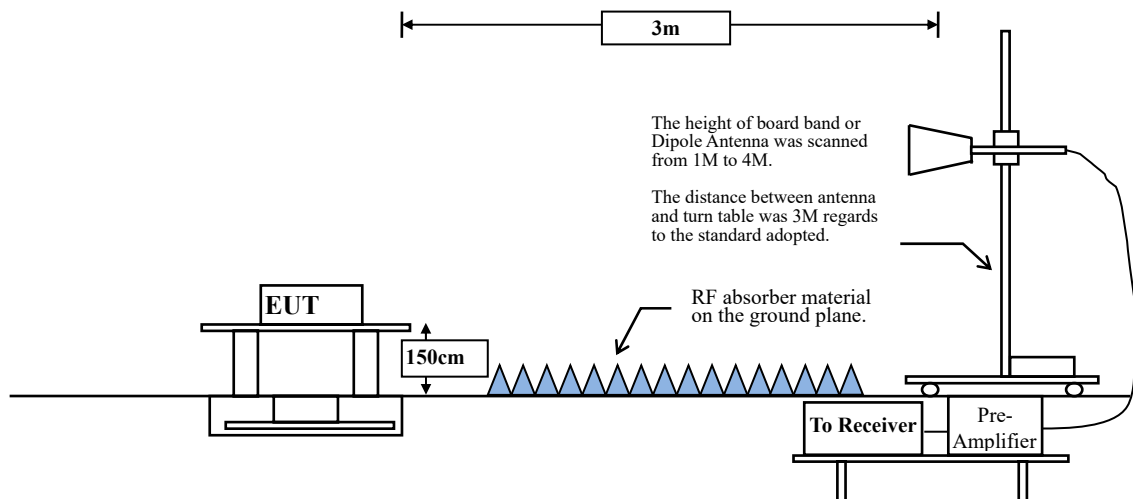 3m
The height of board band or
Dipole Antenna was scanned
from 1M to 4M.
The distance between antenna
and turn table was 3M regards
to the standard adopted.
RF absorber material
on the ground plane.
EUT
150cm
To Receiver
Pre-
Amplifier